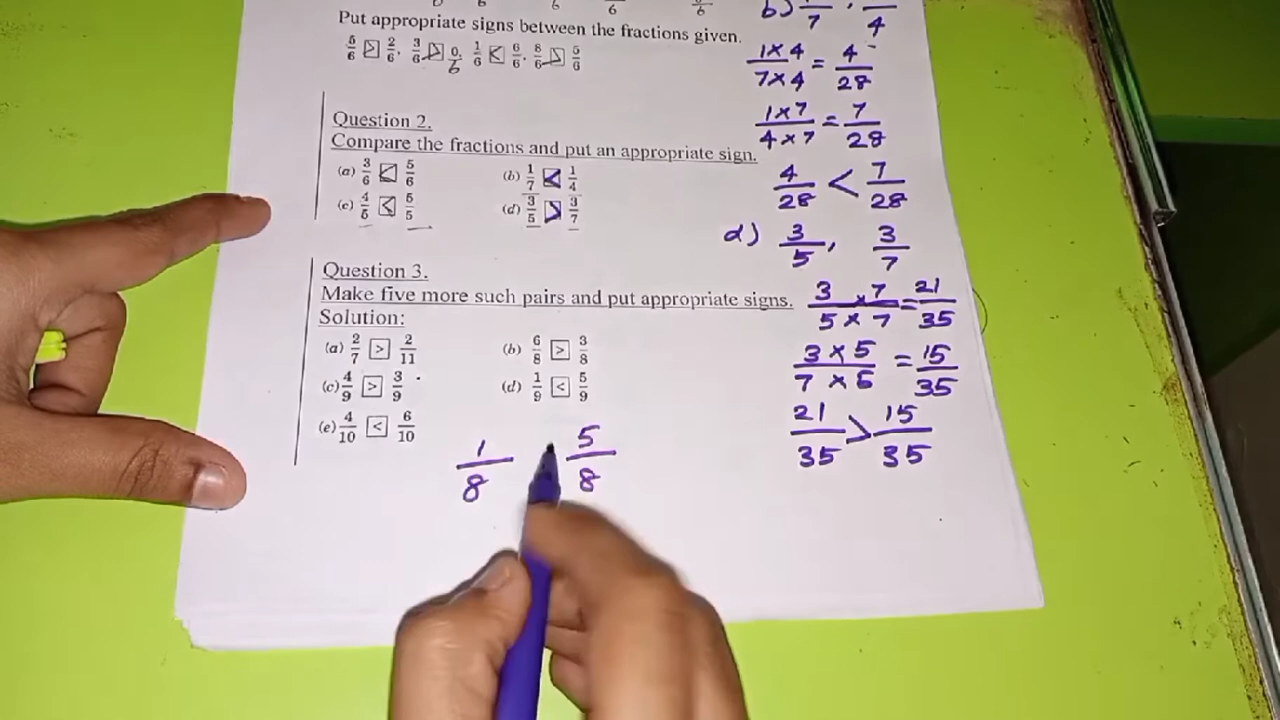 6 6 6 6
Put appropriate signs between the fractions given.
5/6 > 2/6, 3/6 > 0/6, 1/6 < 6/6, 8/6 > 5/6
Question 2.
Compare the fractions and put an appropriate sign.
(a) 3/6 < 5/6 (b) 1/7 < 1/4
(c) 4/5 < 5/5 (d) 3/5 > 3/7
Question 3.
Make five more such pairs and put appropriate signs.
Solution:
(a) 2/7 > 2/11 (b) 6/8 > 3/8
(c) 4/9 > 3/9 (d) 1/9 < 5/9
(e) 4/10 < 6/10
1/8 5/8
b) /7, /4
1×4/7×4 = 4/28
1×7/4×7 = 7/28
4/28 < 7/28
d) 3/5, 3/7
3×7/5×7 = 21/35
3×5/7×5 = 15/35
21/35 > 15/35